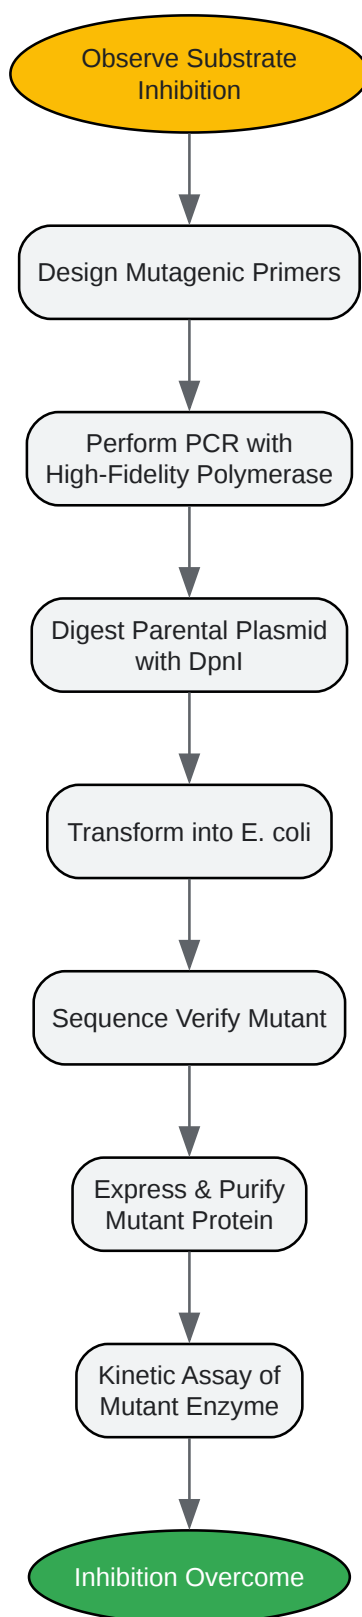 Observe Substrate
Inhibition
Design Mutagenic Primers
Perform PCR with
High-Fidelity Polymerase
Digest Parental Plasmid
with DpnI
Transform into E. coli
Sequence Verify Mutant
Express & Purify
Mutant Protein
Kinetic Assay of
Mutant Enzyme
Inhibition Overcome